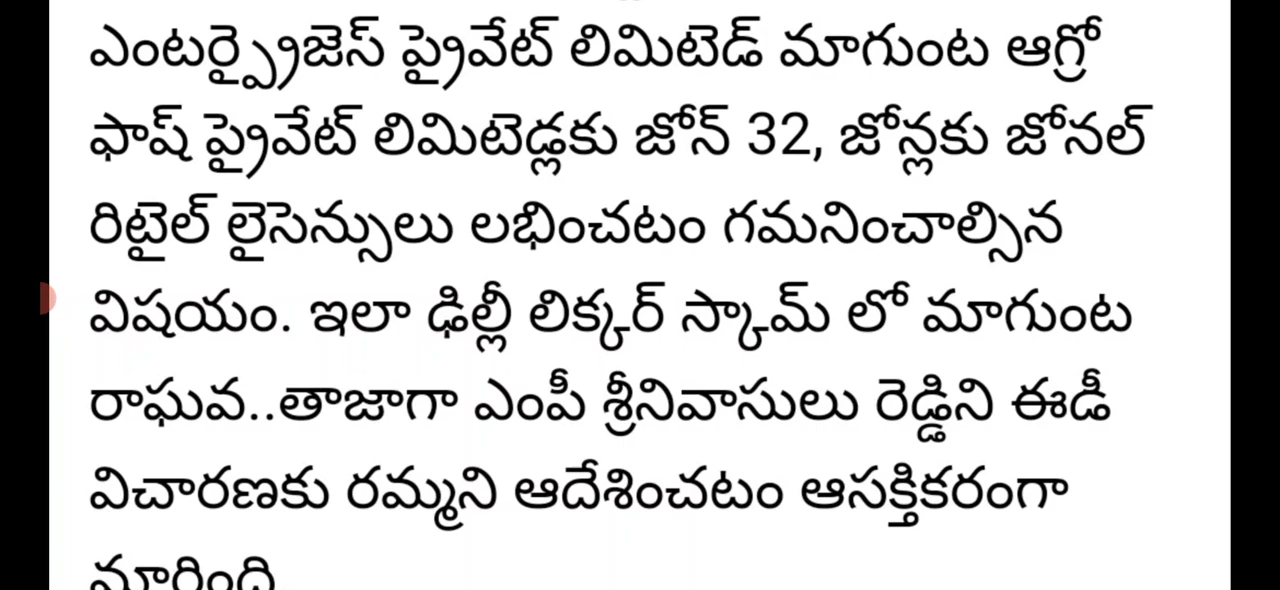 ఎంటర్ప్రైజెస్ ప్రైవేట్ లిమిటెడ్ మాగుంట ఆగ్రో
ఫాష్ ప్రైవేట్ లిమిటెడ్లకు జోన్ 32, జోన్లకు జోనల్
రిటైల్ లైసెన్సులు లభించటం గమనించాల్సిన
విషయం. ఇలా ఢిల్లీ లిక్కర్ స్కామ్ లో మాగుంట
రాఘవ..తాజాగా ఎంపీ శ్రీనివాసులు రెడ్డిని ఈడీ
విచారణకు రమ్మని ఆదేశించటం ఆసక్తికరంగా
మారింది.